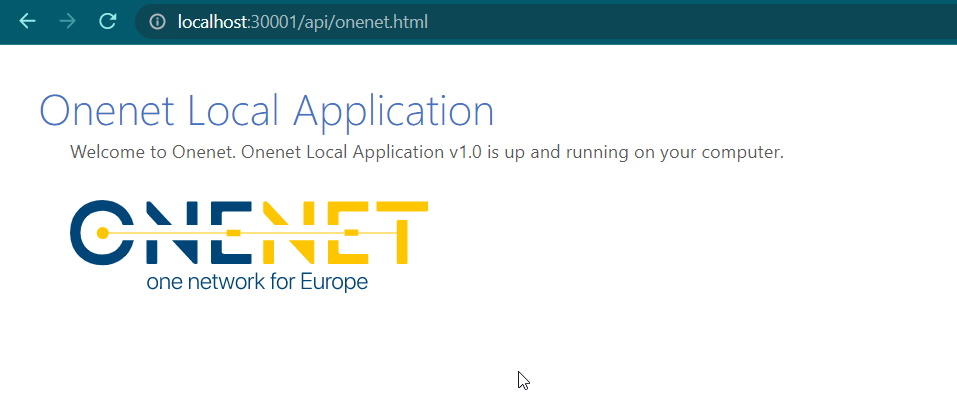 localhost:30001/api/onenet.html
Onenet Local Application
Welcome to Onenet. Onenet Local Application v1.0 is up and running on your computer.
ONENET
one network for Europe